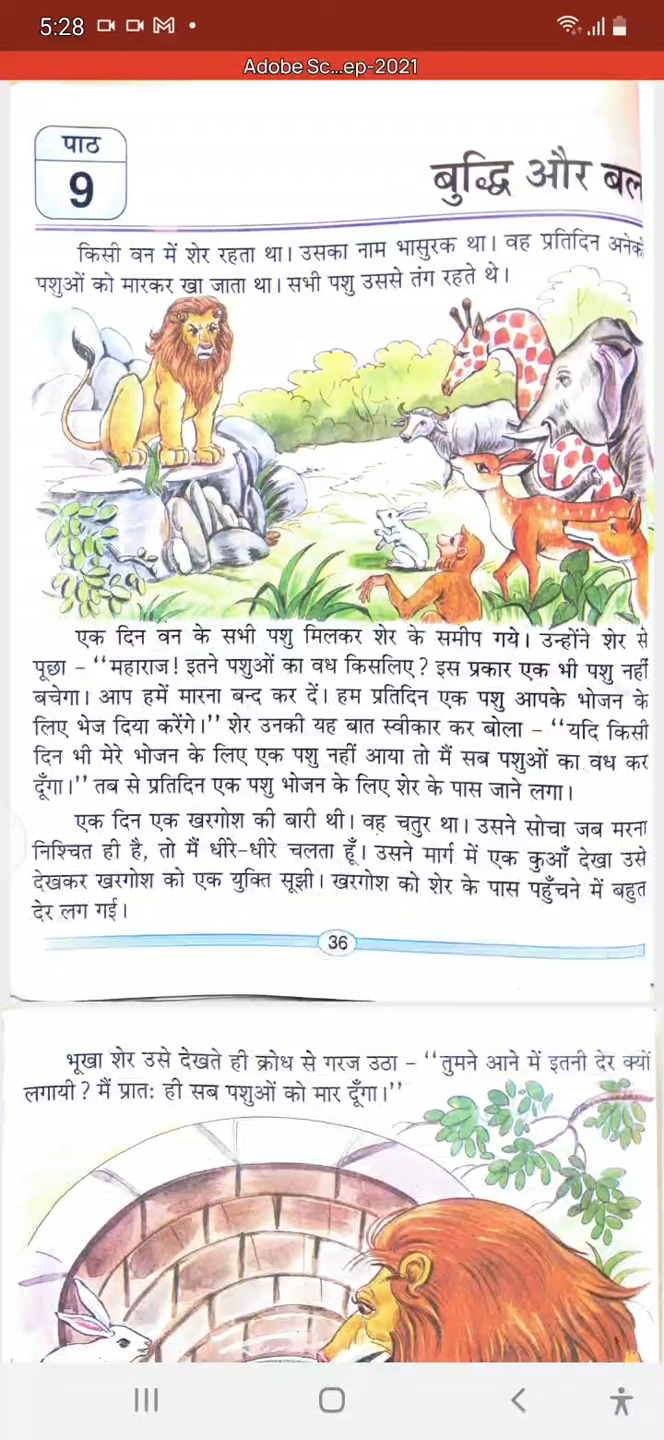 5:28
Adobe Sc...ep-2021
पाठ
9
बुद्धि और बल
किसी वन में शेर रहता था। उसका नाम भासुरक था। वह प्रतिदिन अनेको
पशुओं को मारकर खा जाता था। सभी पशु उससे तंग रहते थे।
एक दिन वन के सभी पशु मिलकर शेर के समीप गये। उन्होंने शेर से
पूछा – “महाराज! इतने पशुओं का वध किसलिए? इस प्रकार एक भी पशु नहीं
बचेगा। आप हमें मारना बन्द कर दें। हम प्रतिदिन एक पशु आपके भोजन के
लिए भेज दिया करेंगे।” शेर उनकी यह बात स्वीकार कर बोला – “यदि किसी
दिन भी मेरे भोजन के लिए एक पशु नहीं आया तो मैं सब पशुओं का वध कर
दूँगा।” तब से प्रतिदिन एक पशु भोजन के लिए शेर के पास जाने लगा।
एक दिन एक खरगोश की बारी थी। वह चतुर था। उसने सोचा जब मरना
निश्चित ही है, तो मैं धीरे-धीरे चलता हूँ। उसने मार्ग में एक कुआँ देखा उसे
देखकर खरगोश को एक युक्ति सूझी। खरगोश को शेर के पास पहुँचने में बहुत
देर लग गई।
36
भूखा शेर उसे देखते ही क्रोध से गरज उठा – “तुमने आने में इतनी देर क्यों
लगायी? मैं प्रातः ही सब पशुओं को मार दूँगा।”